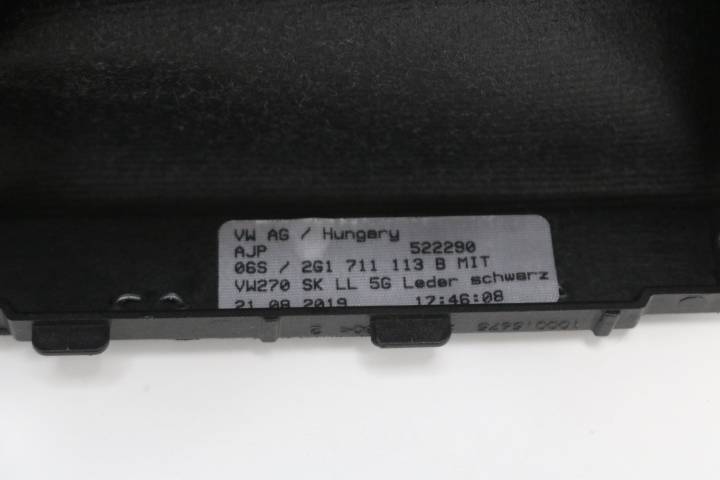 VW AG / Hungary
AJP 522290
06S / 2G1 711 113 B MIT
VW270 SK LL 5G Leder schwarz
21.08.2019 17:46:08